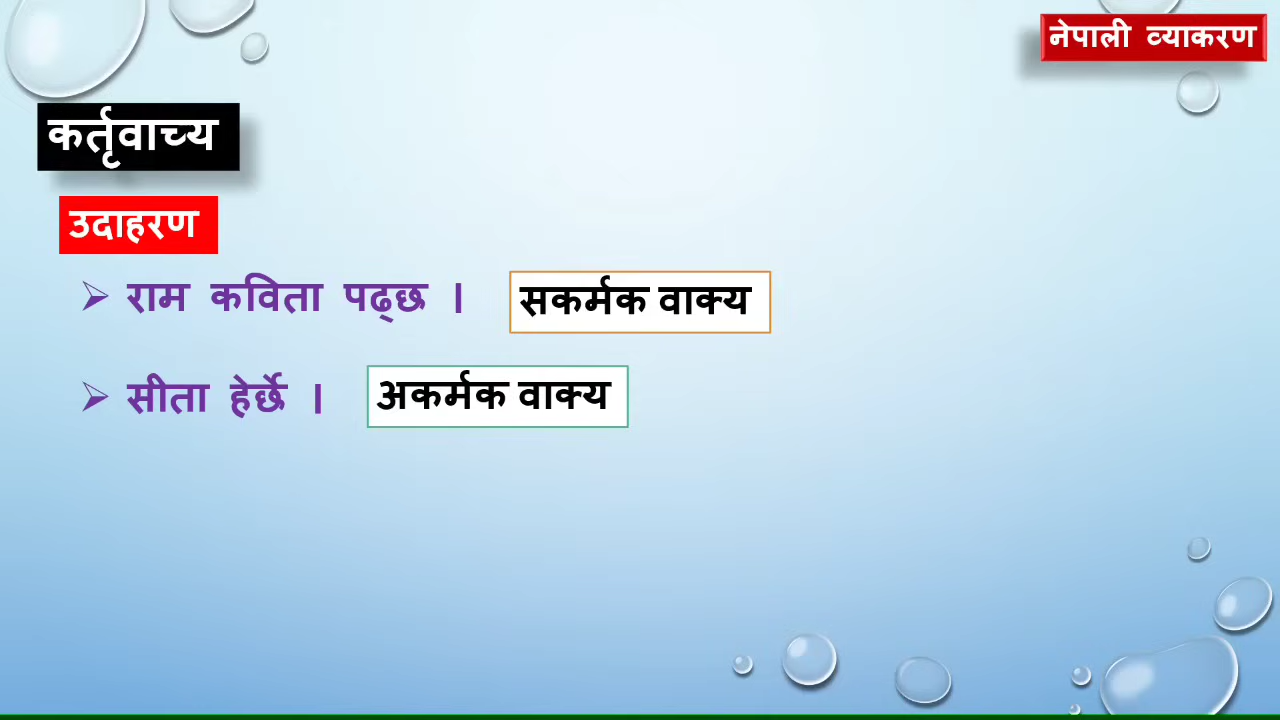 नेपाली व्याकरण
कर्तृवाच्य
उदाहरण
राम कविता पढ्छ । सकर्मक वाक्य
सीता हेर्छे । अकर्मक वाक्य